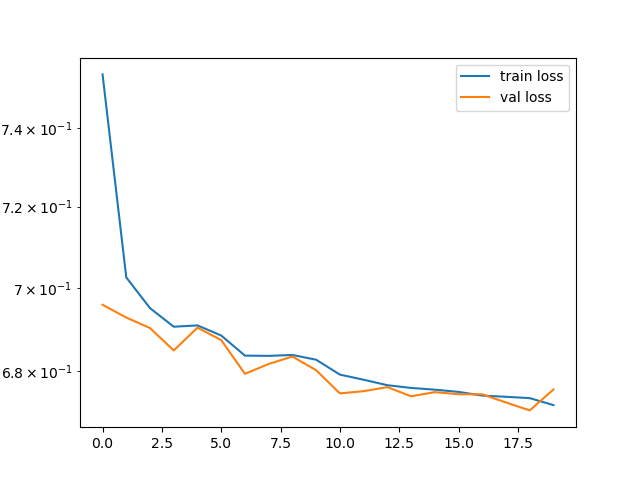 train loss
val loss
7.4 × 10⁻¹
7.2 × 10⁻¹
7 × 10⁻¹
6.8 × 10⁻¹
0.0 2.5 5.0 7.5 10.0 12.5 15.0 17.5